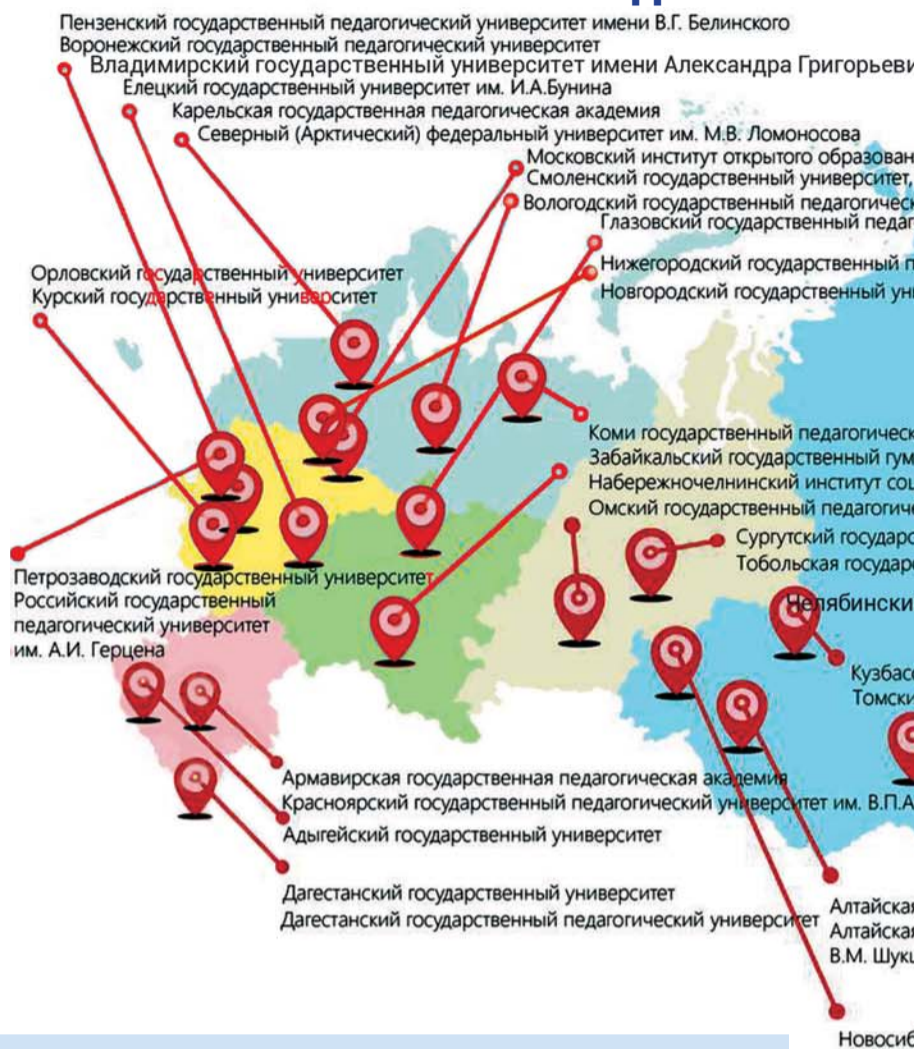 Пензенский государственный педагогический университет имени В.Г. Белинского
Воронежский государственный педагогический университет
Владимирский государственный университет имени Александра Григорьеви
Елецкий государственный университет им. И.А.Бунина
Карельская государственная педагогическая академия
Северный (Арктический) федеральный университет им. М.В. Ломоносова
Московский институт открытого образован
Смоленский государственный университет,
Вологодский государственный педагогическ
Глазовский государственный педаг
Нижегородский государственный п
Новгородский государственный уни
Орловский государственный университет
Курский государственный университет
Коми государственный педагогическ
Забайкальский государственный гум
Набережночелнинский институт соц
Омский государственный педагогиче
Сургутский государс
Тобольская государс
Челябински
Кузбасс
Томски
Петрозаводский государственный университет
Российский государственный
педагогический университет
им. А.И. Герцена
Армавирская государственная педагогическая академия
Красноярский государственный педагогический университет им. В.П.А
Адыгейский государственный университет
Дагестанский государственный университет
Дагестанский государственный педагогический университет
Алтайская
Алтайская
В.М. Шукш
Новосиб